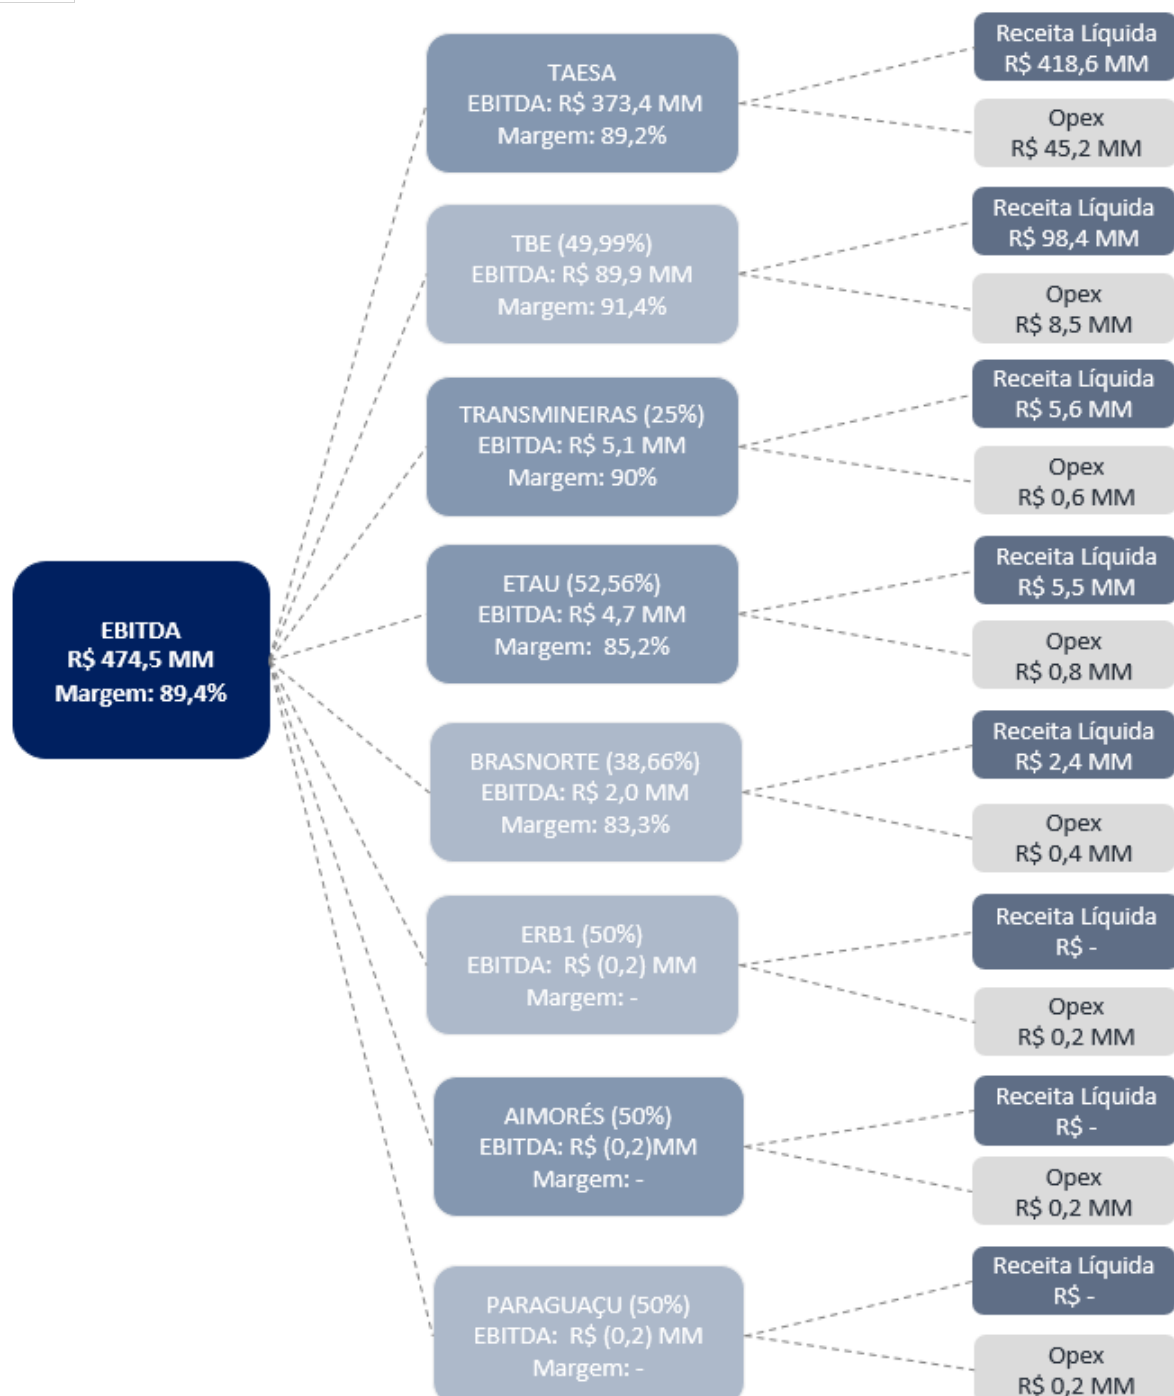 EBITDA
R$ 474,5 MM
Margem: 89,4%
TAESA
EBITDA: R$ 373,4 MM
Margem: 89,2%
Receita Líquida
R$ 418,6 MM
Opex
R$ 45,2 MM
TBE (49,99%)
EBITDA: R$ 89,9 MM
Margem: 91,4%
Receita Líquida
R$ 98,4 MM
Opex
R$ 8,5 MM
TRANSMINEIRAS (25%)
EBITDA: R$ 5,1 MM
Margem: 90%
Receita Líquida
R$ 5,6 MM
Opex
R$ 0,6 MM
ETAU (52,56%)
EBITDA: R$ 4,7 MM
Margem: 85,2%
Receita Líquida
R$ 5,5 MM
Opex
R$ 0,8 MM
BRASNORTE (38,66%)
EBITDA: R$ 2,0 MM
Margem: 83,3%
Receita Líquida
R$ 2,4 MM
Opex
R$ 0,4 MM
ERB1 (50%)
EBITDA: R$ (0,2) MM
Margem: -
Receita Líquida
R$ -
Opex
R$ 0,2 MM
AIMORÉS (50%)
EBITDA: R$ (0,2)MM
Margem: -
Receita Líquida
R$ -
Opex
R$ 0,2 MM
PARAGUAÇU (50%)
EBITDA: R$ (0,2) MM
Margem: -
Receita Líquida
R$ -
Opex
R$ 0,2 MM